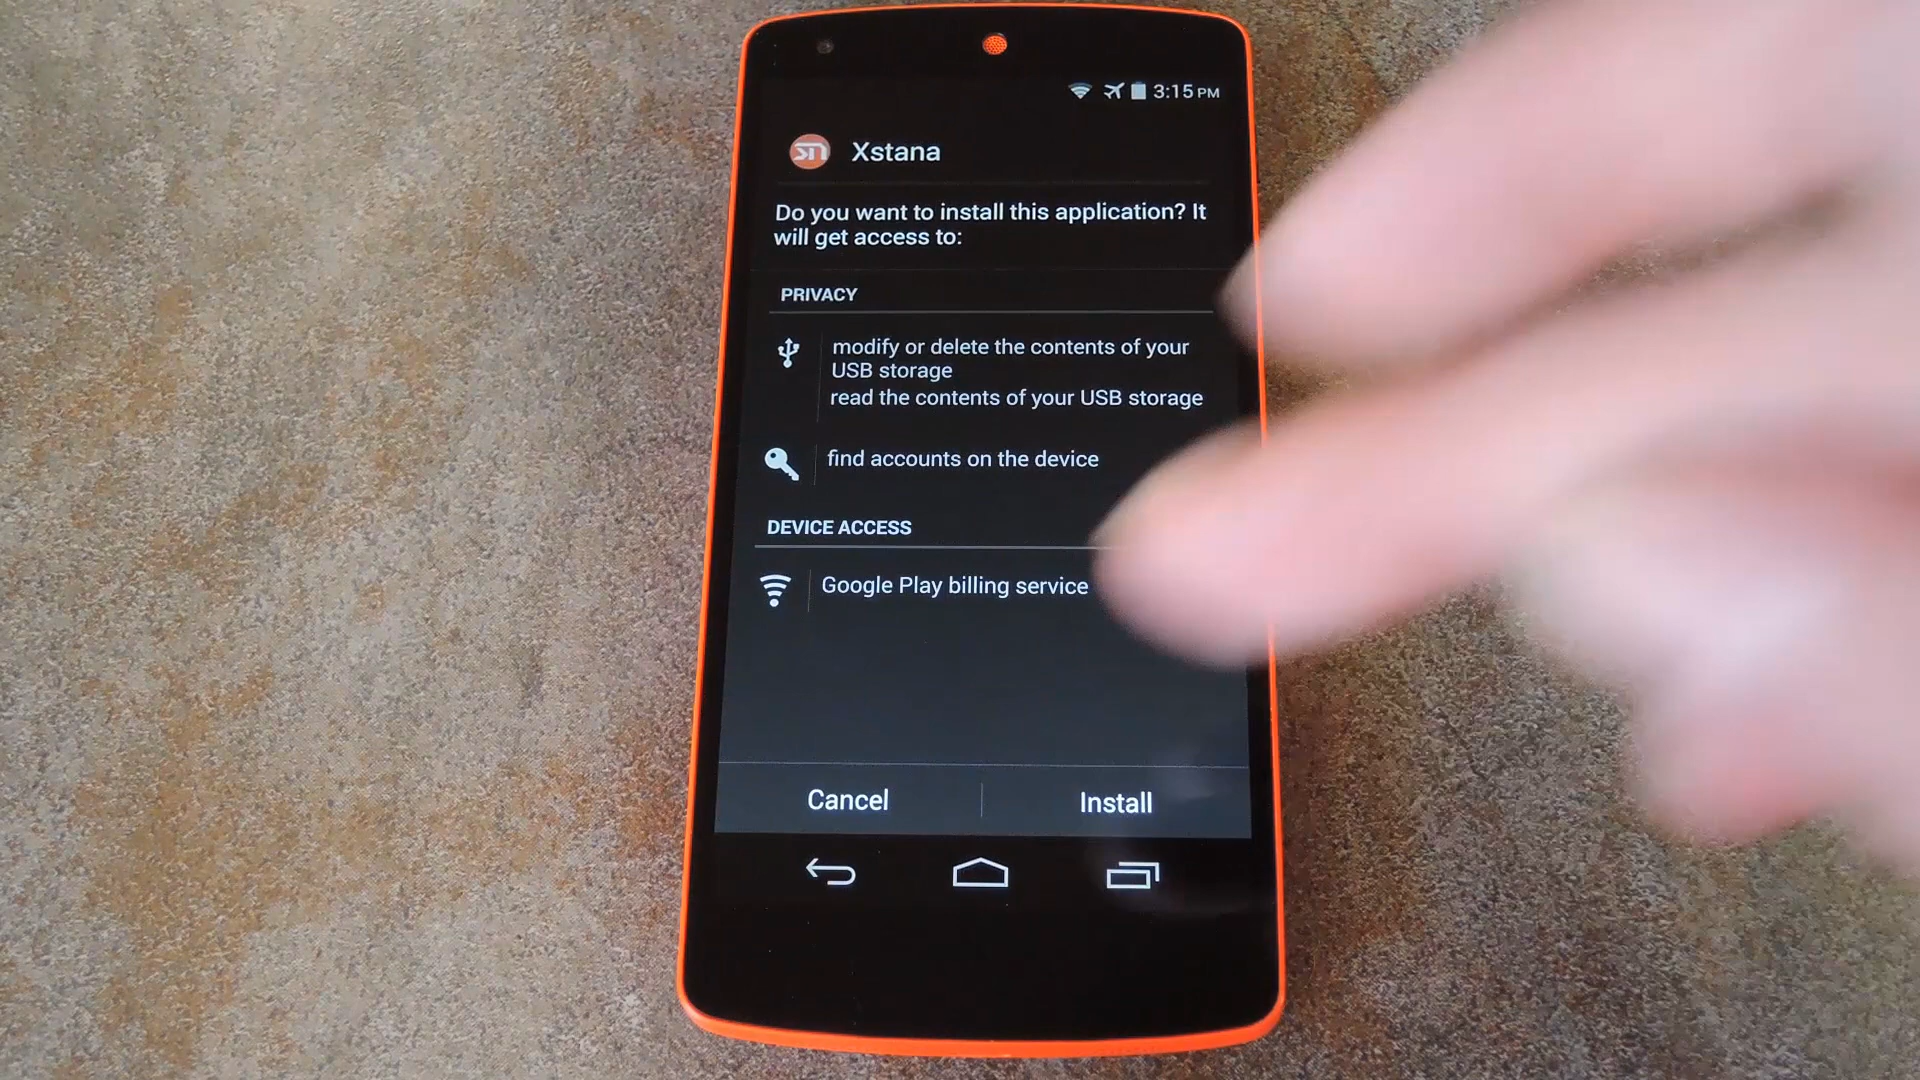 3:15 PM
Xstana
Do you want to install this application? It
will get access to:
PRIVACY
modify or delete the contents of your
USB storage
read the contents of your USB storage
find accounts on the device
DEVICE ACCESS
Google Play billing service
Cancel
Install